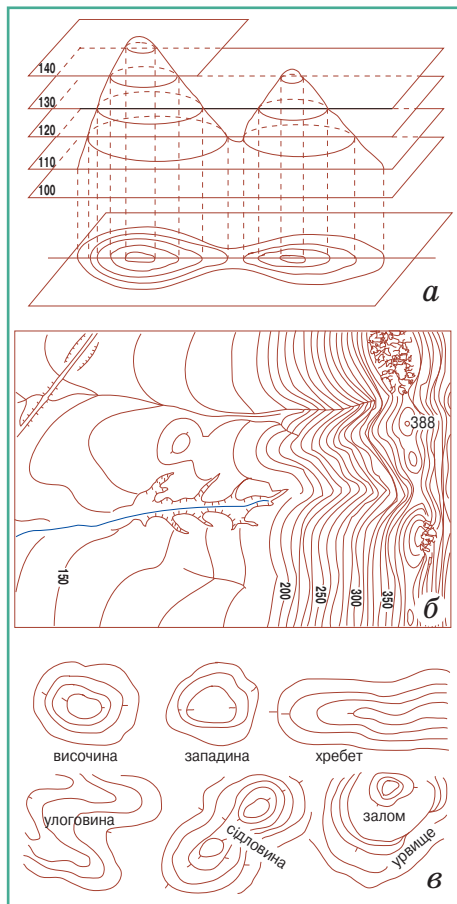 140
130
120
110
100
а
388
150
200
250
300
350
б
височина
западина
хребет
улоговина
сідловина
залом
урвище
в